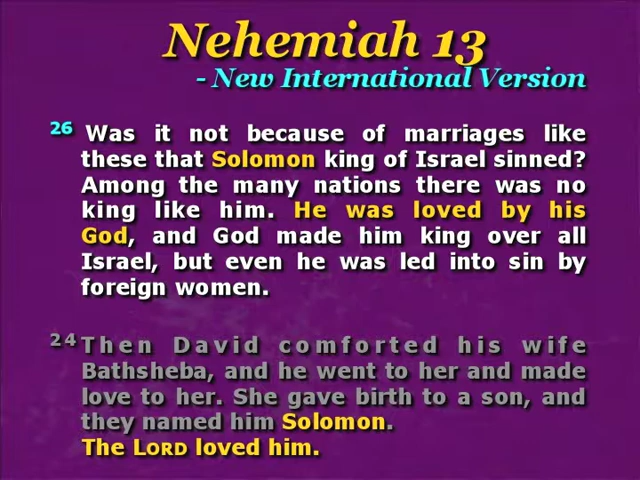 Nehemiah 13
- New International Version
26 Was it not because of marriages like
these that Solomon king of Israel sinned?
Among the many nations there was no
king like him. He was loved by his
God, and God made him king over all
Israel, but even he was led into sin by
foreign women.
24 Then David comforted his wife
Bathsheba, and he went to her and made
love to her. She gave birth to a son, and
they named him Solomon.
The LORD loved him.